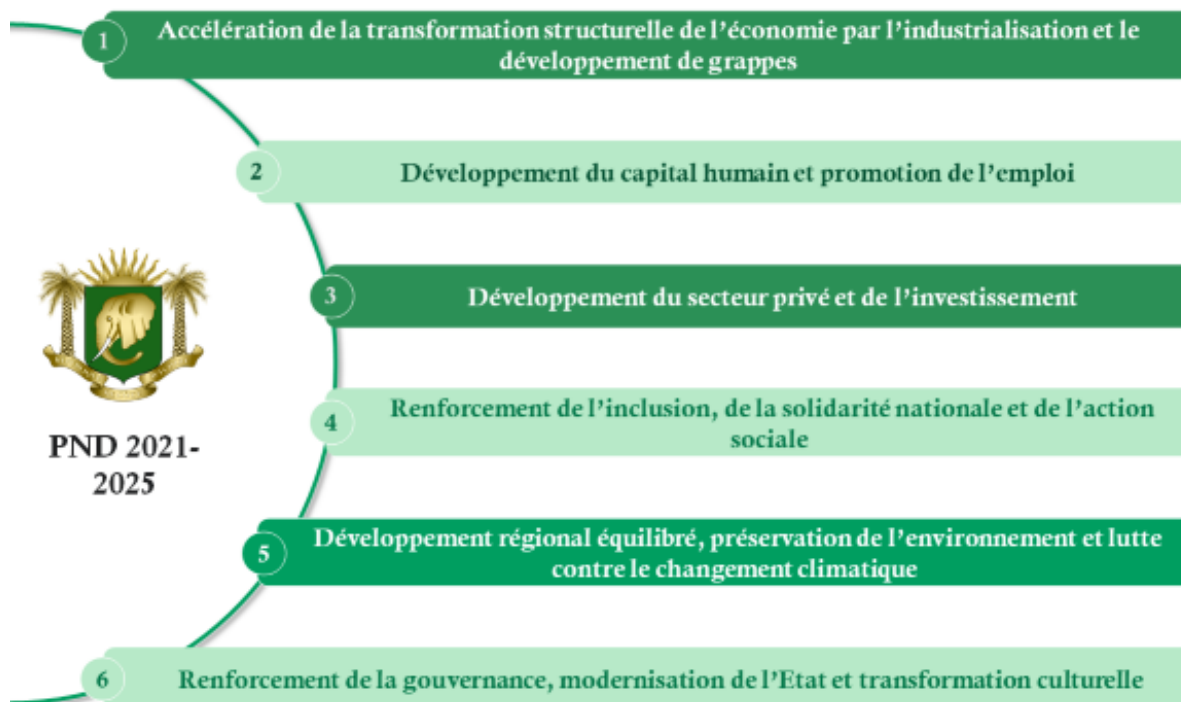 1
Accélération de la transformation structurelle de l’économie par l’industrialisation et le
développement de grappes
2
Développement du capital humain et promotion de l’emploi
3
Développement du secteur privé et de l’investissement
4
Renforcement de l’inclusion, de la solidarité nationale et de l’action
sociale
PND 2021-
2025
5
Développement régional équilibré, préservation de l’environnement et lutte
contre le changement climatique
6
Renforcement de la gouvernance, modernisation de l’Etat et transformation culturelle